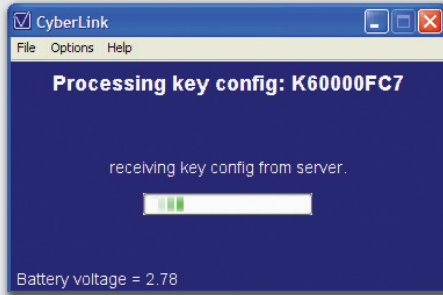 CyberLink
File Options Help
Processing key config: K60000FC7
receiving key config from server.
Battery voltage = 2.78